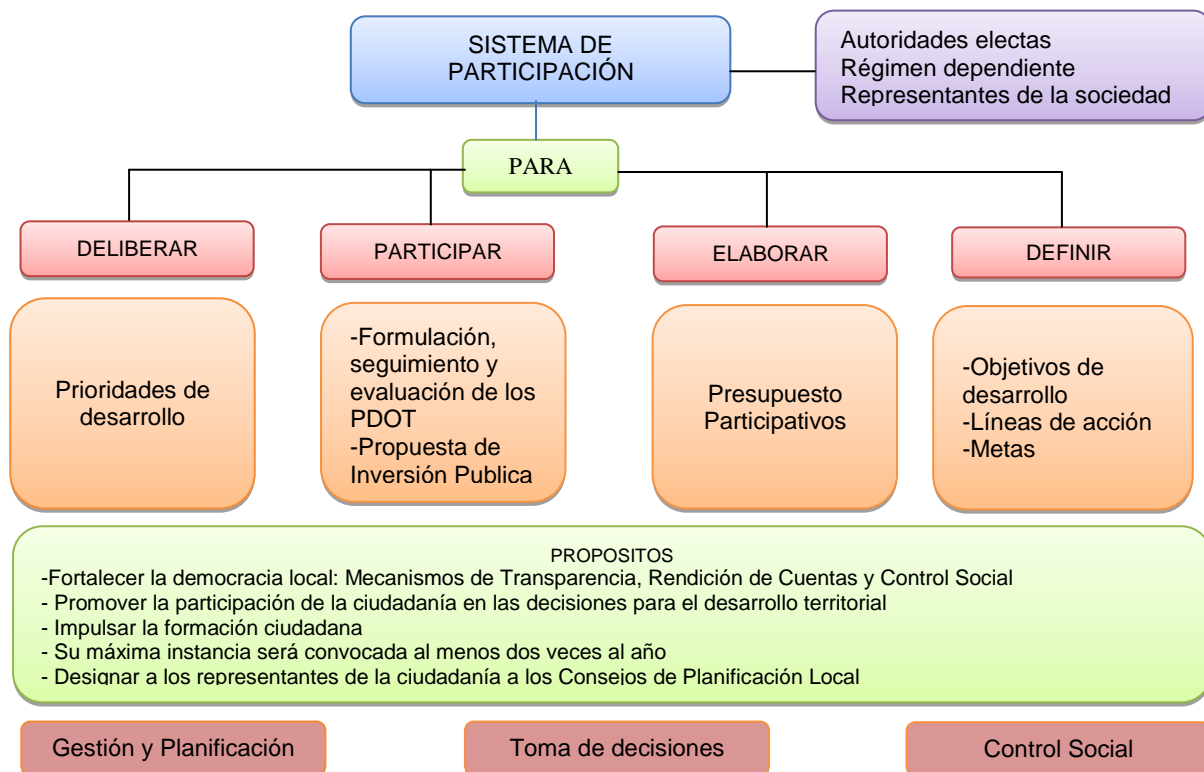 SISTEMA DE
PARTICIPACIÓN
Autoridades electas
Régimen dependiente
Representantes de la sociedad
PARA
DELIBERAR
PARTICIPAR
ELABORAR
DEFINIR
Prioridades de
desarrollo
-Formulación,
seguimiento y
evaluación de los
PDOT
-Propuesta de
Inversión Publica
Presupuesto
Participativos
-Objetivos de
desarrollo
-Líneas de acción
-Metas
PROPOSITOS
-Fortalecer la democracia local: Mecanismos de Transparencia, Rendición de Cuentas y Control Social
- Promover la participación de la ciudadanía en las decisiones para el desarrollo territorial
- Impulsar la formación ciudadana
- Su máxima instancia será convocada al menos dos veces al año
- Designar a los representantes de la ciudadanía a los Consejos de Planificación Local
Gestión y Planificación
Toma de decisiones
Control Social